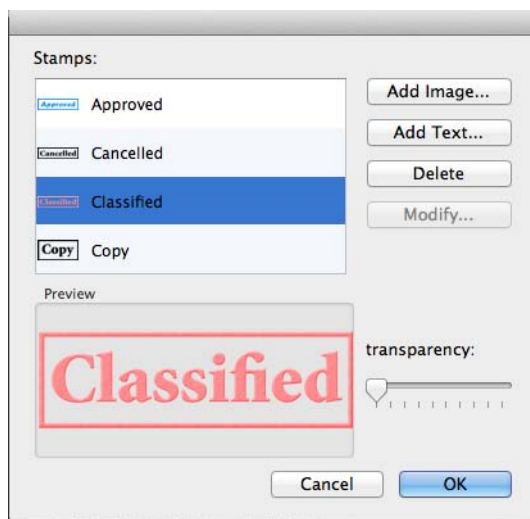 Stamps:
Approved Approved
Cancelled Cancelled
Classified Classified
Copy Copy
Add Image...
Add Text...
Delete
Modify...
Preview
Classified
transparency:
Cancel
OK